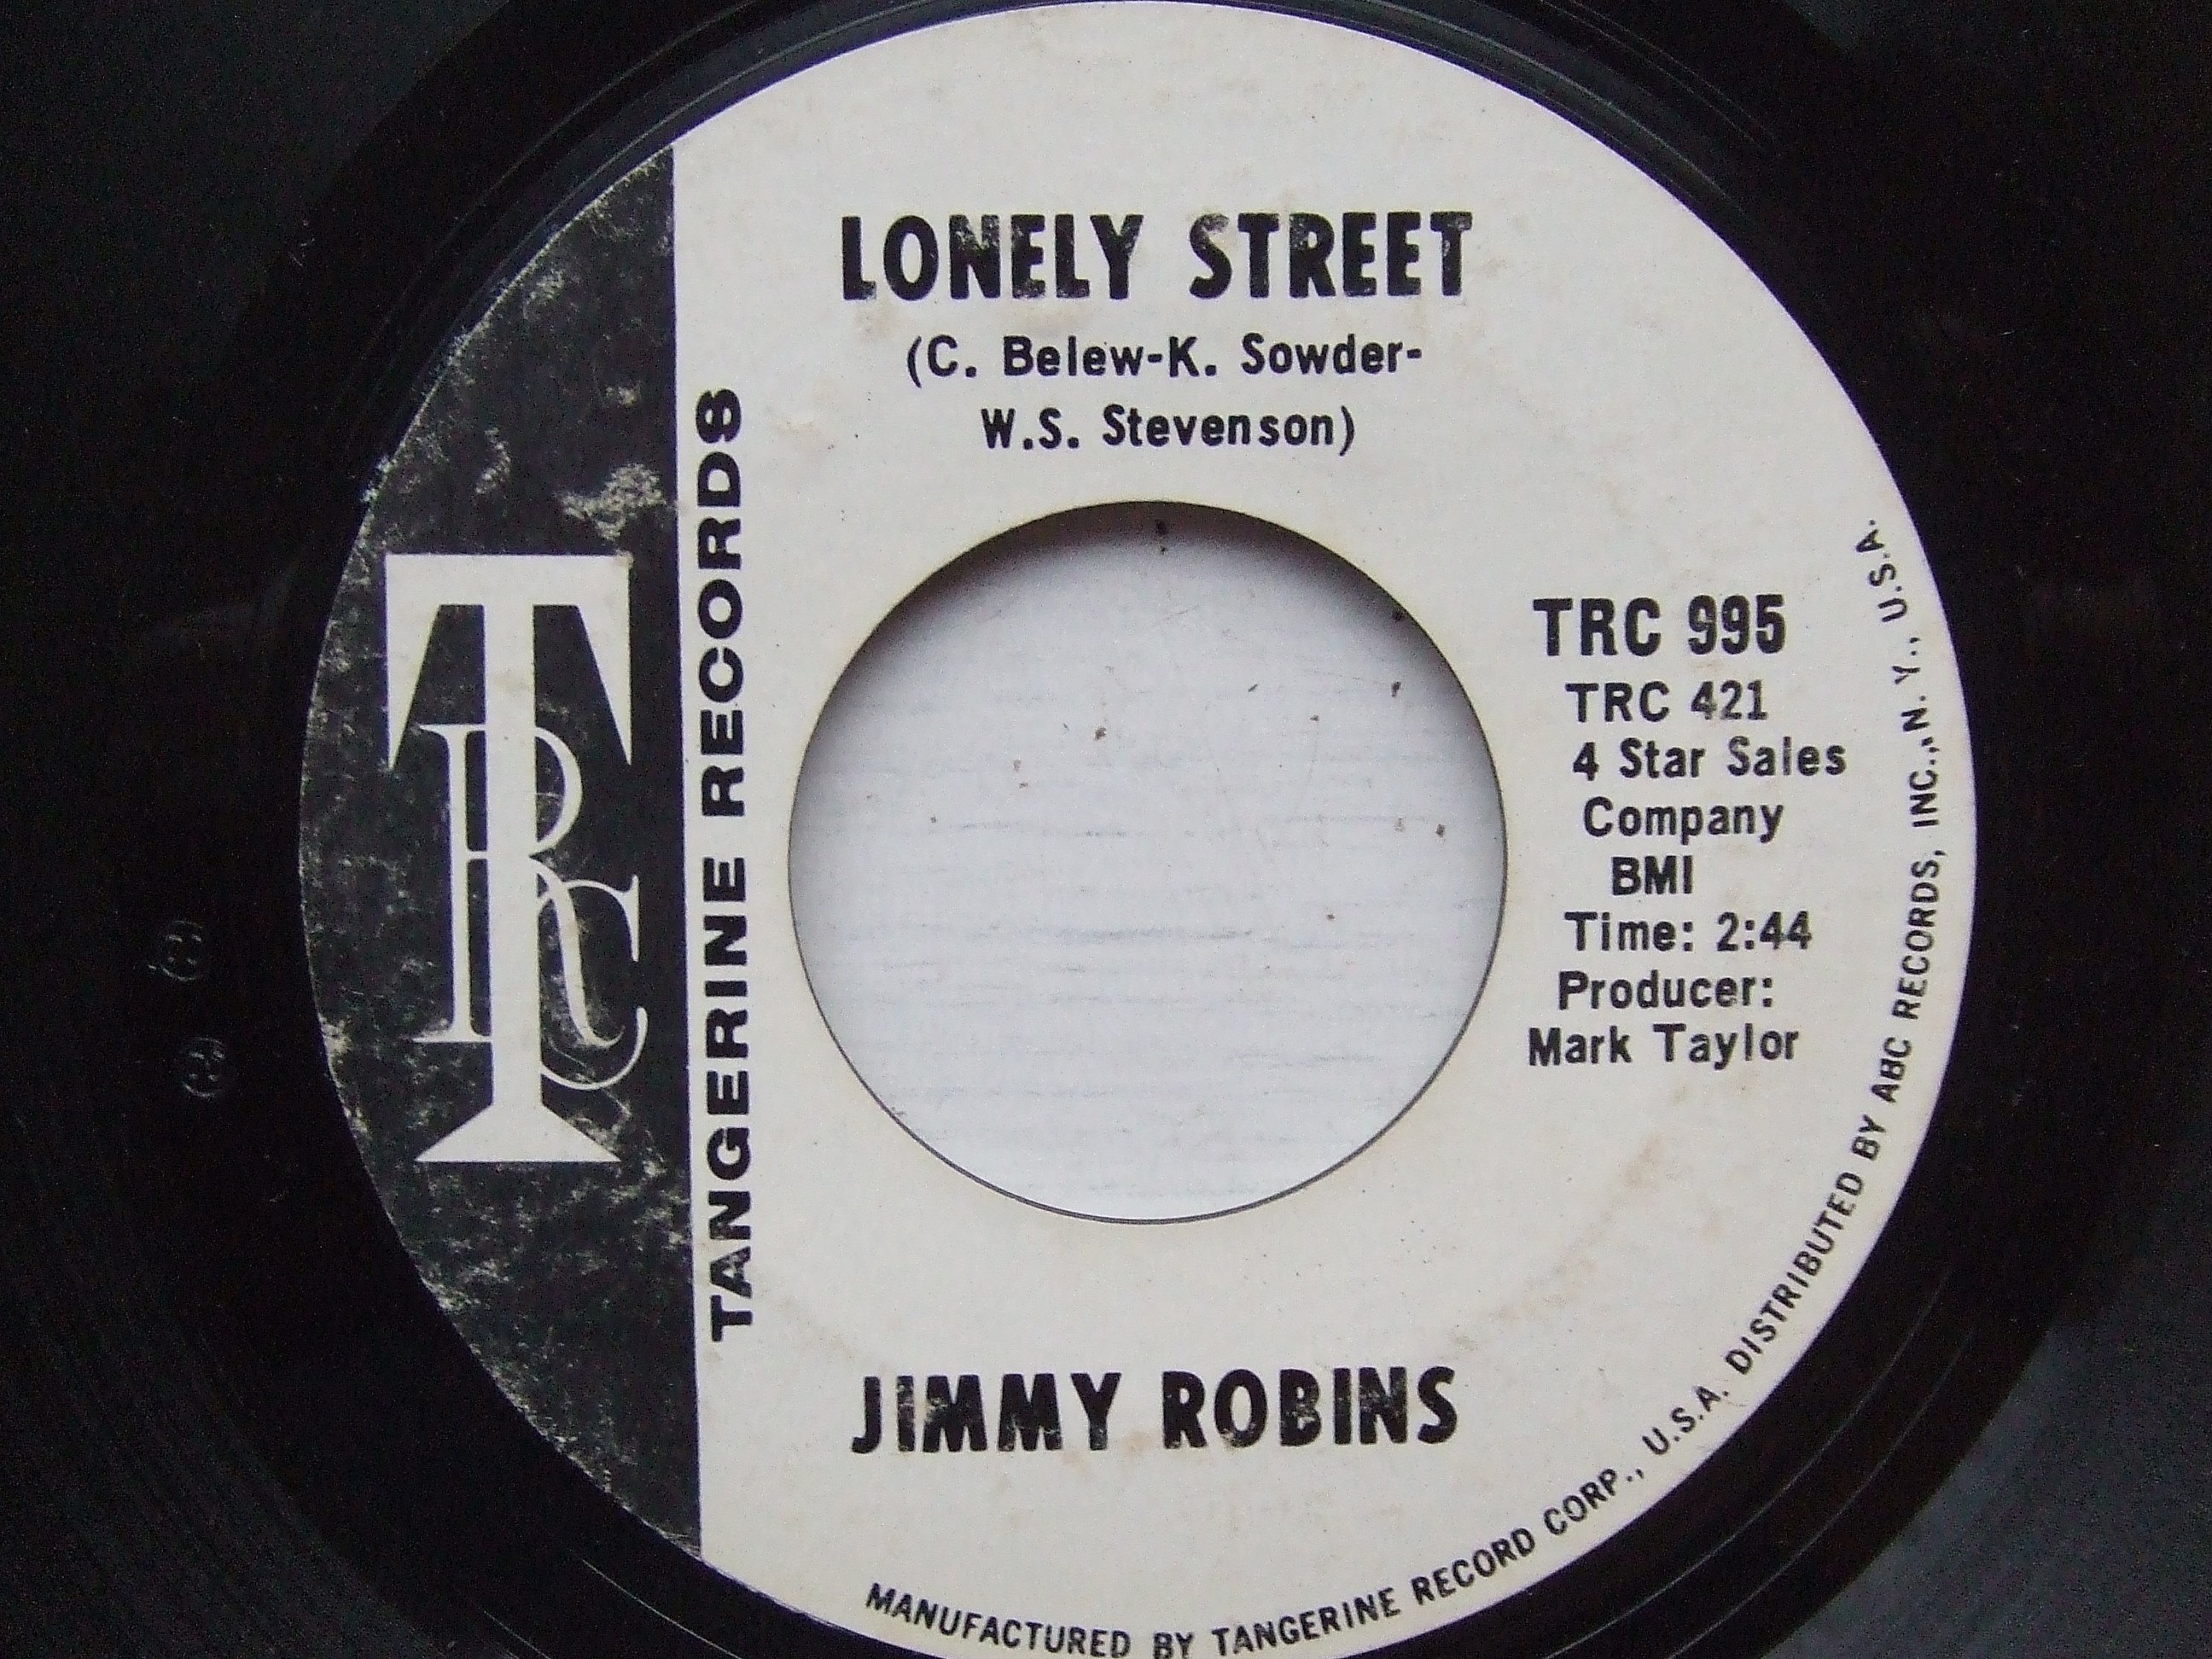 LONELY STREET
(C. Belew-K. Sowder-
W.S. Stevenson)
TRC
TANGERINE RECORDS
TRC 995
TRC 421
4 Star Sales
Company
BMI
Time: 2:44
Producer:
Mark Taylor
JIMMY ROBINS
MANUFACTURED BY TANGERINE RECORD CORP., U.S.A. DISTRIBUTED BY ABC RECORDS, INC., N.Y., U.S.A.